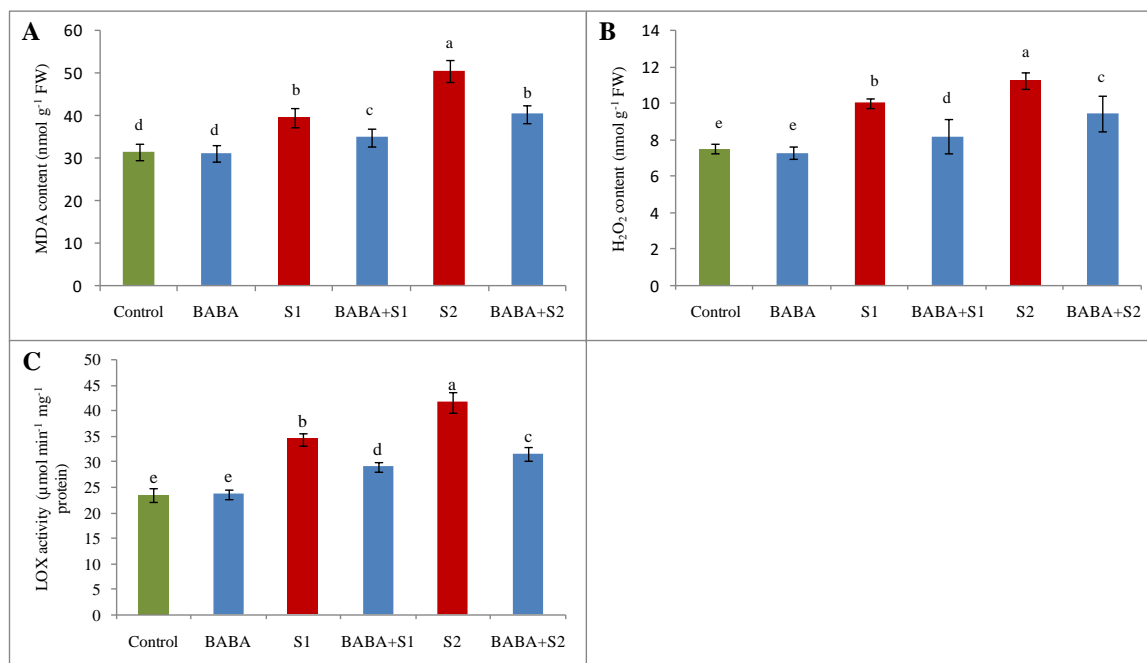 A
MDA content (nmol g-1 FW)
60
50
40
30
20
10
0
d
d
b
c
a
b
Control BABA S1 BABA+S1 S2 BABA+S2
B
H2O2 content (nmol g-1 FW)
14
12
10
8
6
4
2
0
e
e
b
d
a
c
Control BABA S1 BABA+S1 S2 BABA+S2
C
LOX activity (µmol min-1 mg-1
protein)
50
45
40
35
30
25
20
15
10
5
0
e
e
b
d
a
c
Control BABA S1 BABA+S1 S2 BABA+S2